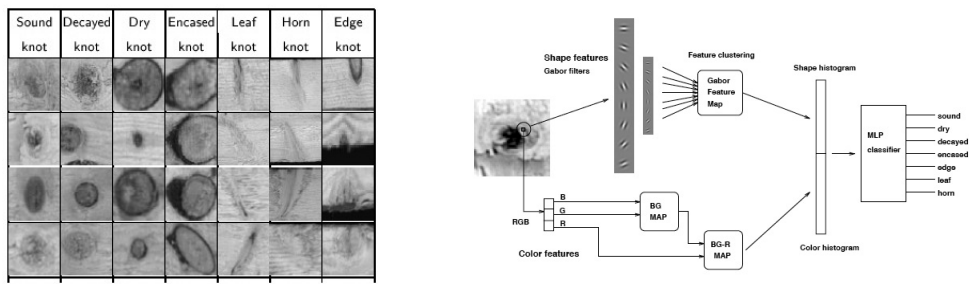 Sound Decayed Dry Encased Leaf Horn Edge
knot knot knot knot knot knot knot
Shape features
Gabor filters
Feature clustering
Gabor
Feature
Map
Shape histogram
MLP
classifier
sound
dry
decayed
encased
edge
leaf
horn
RGB
B
G
R
BG
MAP
BG-R
MAP
Color features
Color histogram